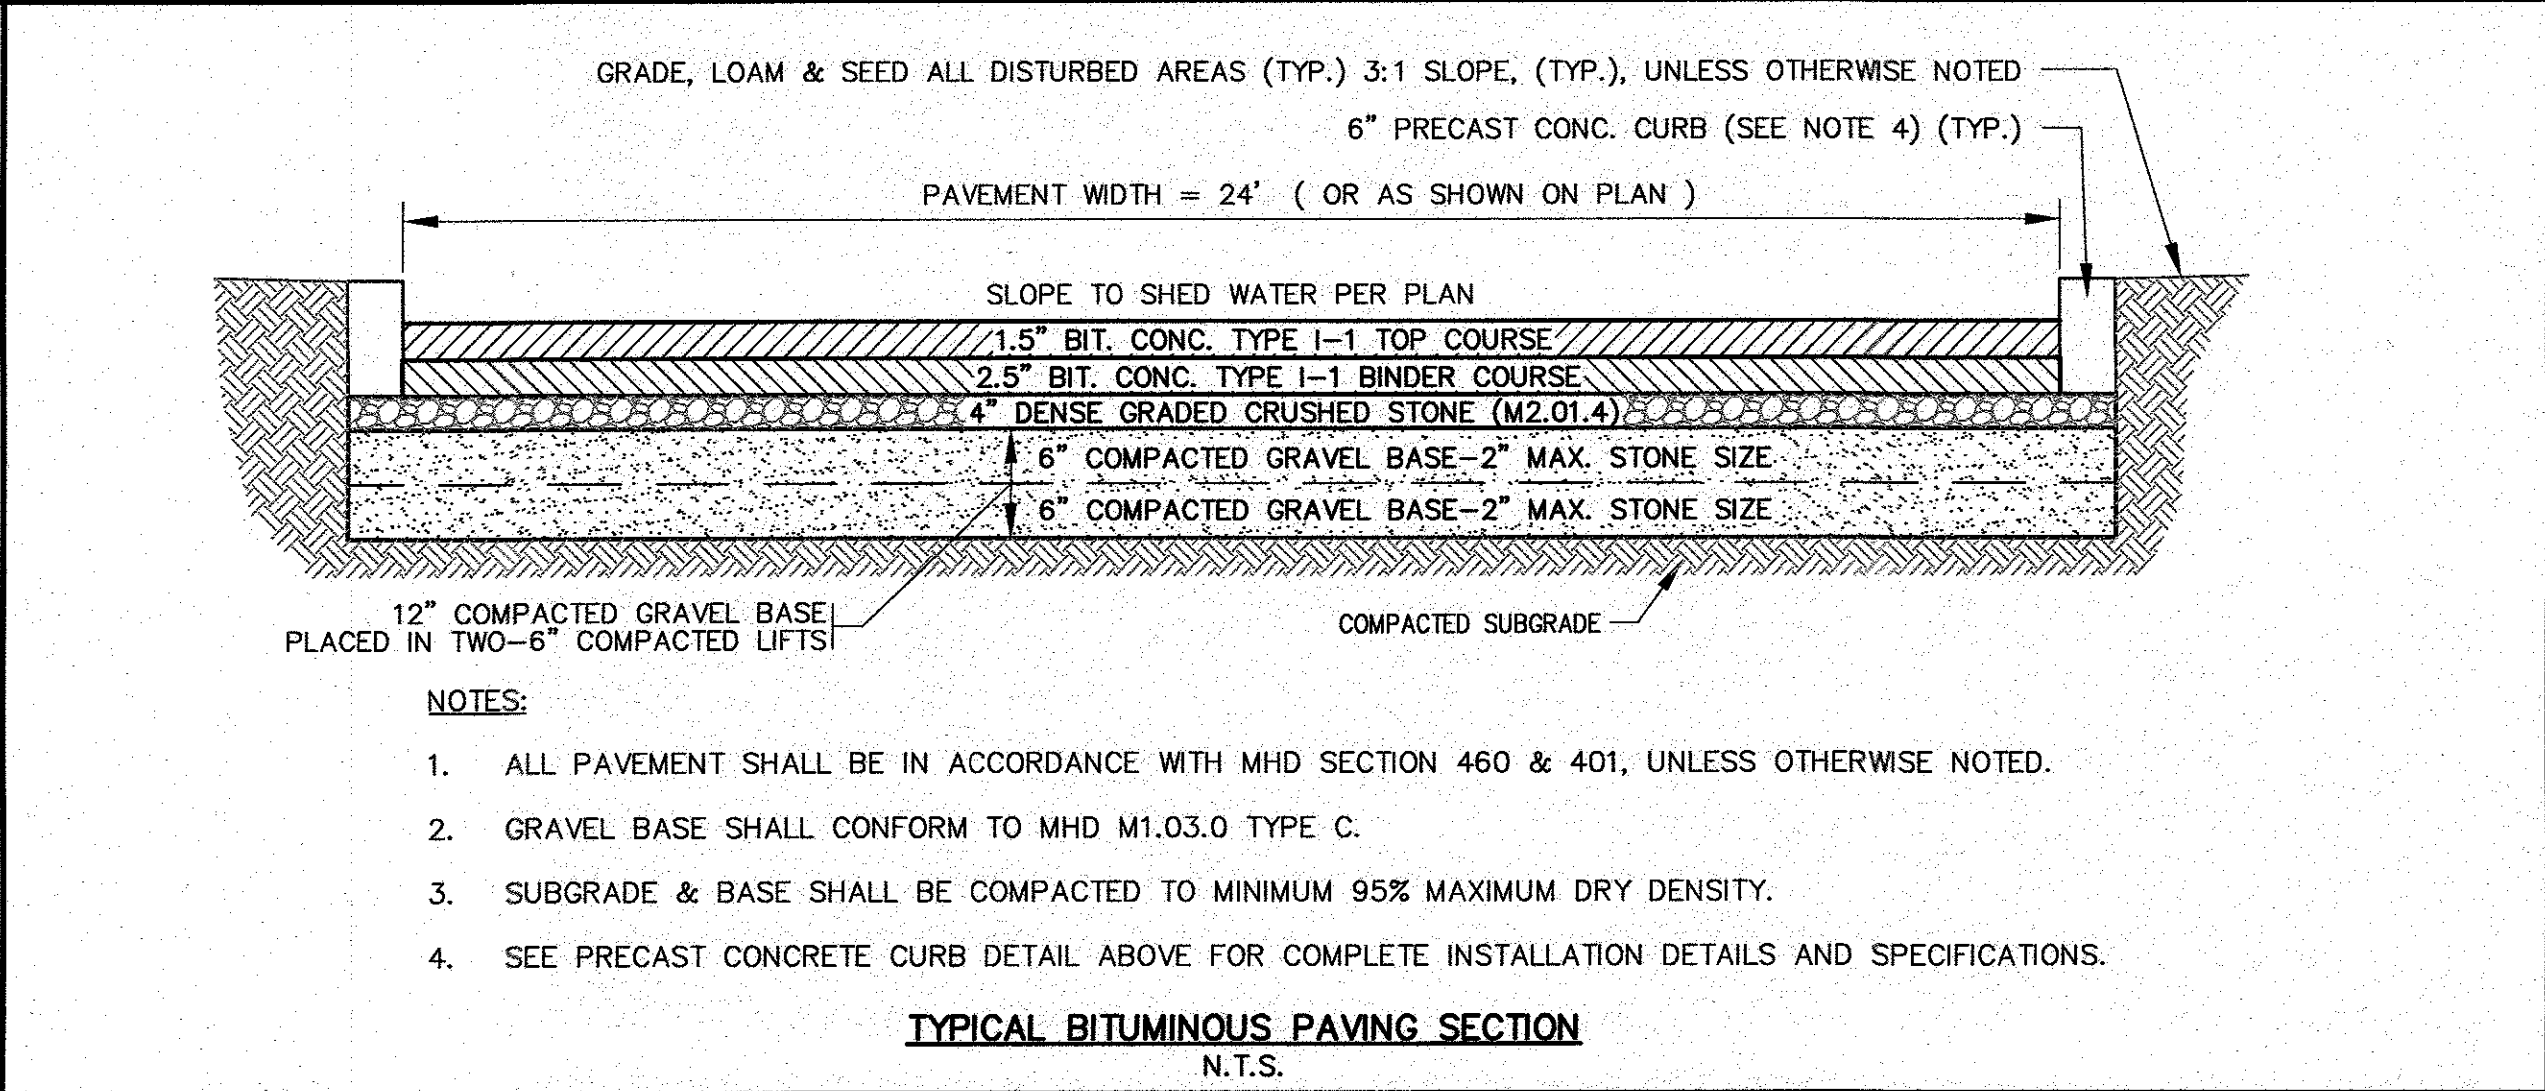 GRADE, LOAM & SEED ALL DISTURBED AREAS (TYP.) 3:1 SLOPE, (TYP.), UNLESS OTHERWISE NOTED
6" PRECAST CONC. CURB (SEE NOTE 4) (TYP.)
PAVEMENT WIDTH = 24' ( OR AS SHOWN ON PLAN )
SLOPE TO SHED WATER PER PLAN
1.5" BIT. CONC. TYPE I-1 TOP COURSE
2.5" BIT. CONC. TYPE I-1 BINDER COURSE
4" DENSE GRADED CRUSHED STONE (M2.01.4)
6" COMPACTED GRAVEL BASE-2" MAX. STONE SIZE
6" COMPACTED GRAVEL BASE-2" MAX. STONE SIZE
12" COMPACTED GRAVEL BASE
PLACED IN TWO-6" COMPACTED LIFTS
COMPACTED SUBGRADE
NOTES:
1. ALL PAVEMENT SHALL BE IN ACCORDANCE WITH MHD SECTION 460 & 401, UNLESS OTHERWISE NOTED.
2. GRAVEL BASE SHALL CONFORM TO MHD M1.03.0 TYPE C.
3. SUBGRADE & BASE SHALL BE COMPACTED TO MINIMUM 95% MAXIMUM DRY DENSITY.
4. SEE PRECAST CONCRETE CURB DETAIL ABOVE FOR COMPLETE INSTALLATION DETAILS AND SPECIFICATIONS.
TYPICAL BITUMINOUS PAVING SECTION
N.T.S.